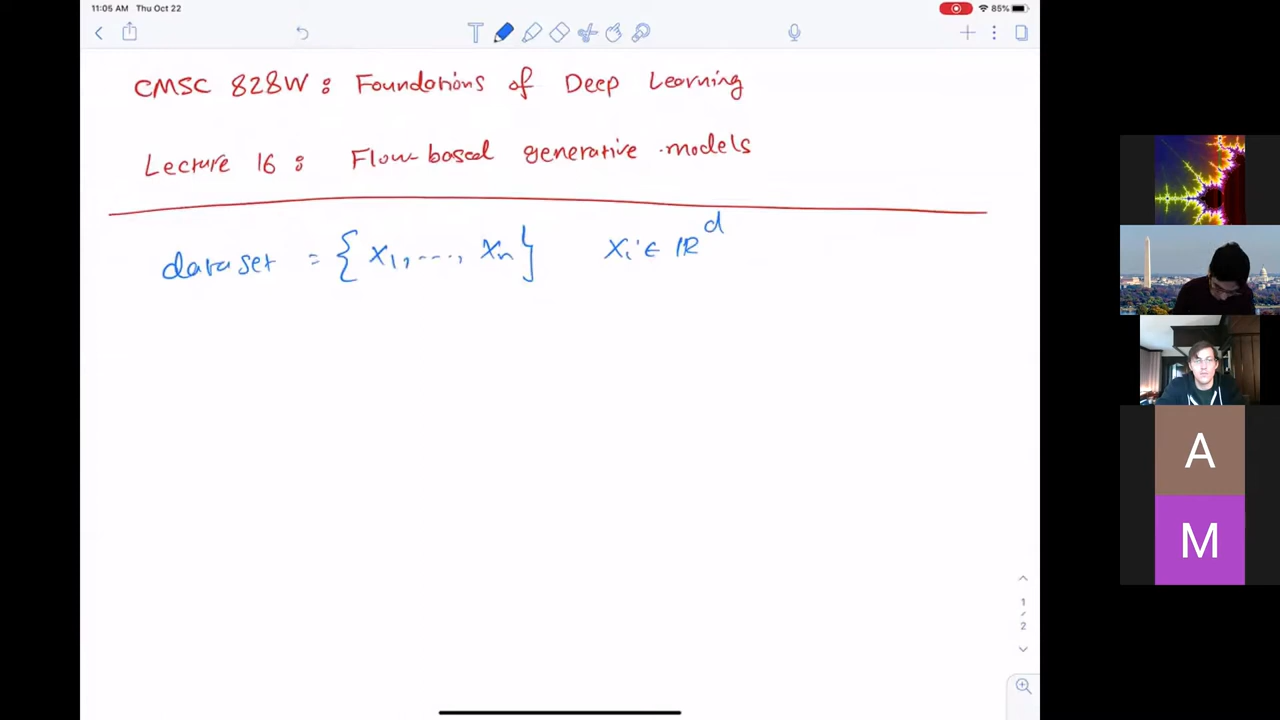 11:05 AM Thu Oct 22
85%
CMSC 828W : Foundations of Deep Learning
Lecture 16 : Flow-based generative models
dataset = { x₁, ...., xₙ } xᵢ ∈ ℝᵈ
A
M
1
/
2